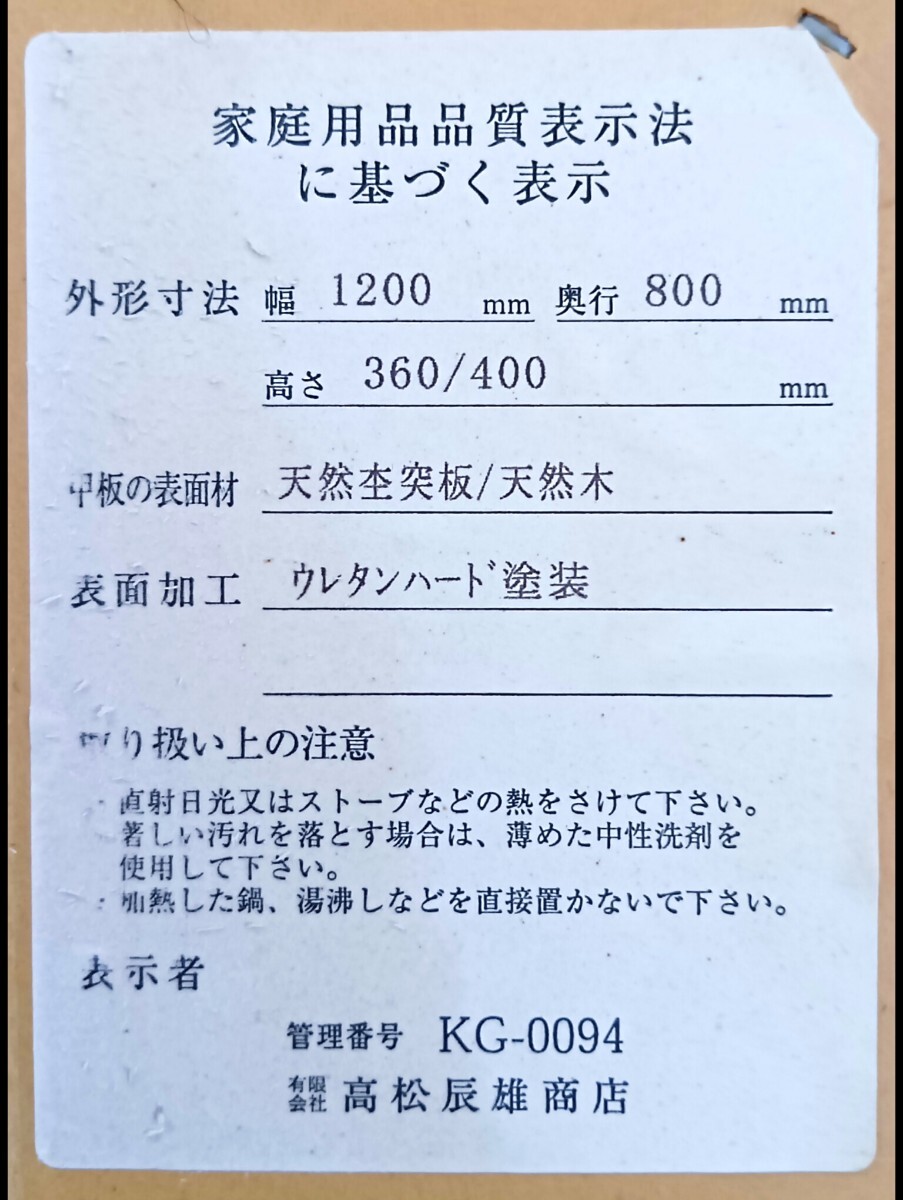 家庭用品品質表示法
に基づく表示
外形寸法 幅 1200 mm 奥行 800 mm
高さ 360/400 mm
甲板の表面材 天然杢突板/天然木
表面加工 ウレタンハード塗装
取り扱い上の注意
・直射日光又はストーブなどの熱をさけて下さい。
著しい汚れを落とす場合は、薄めた中性洗剤を
使用して下さい。
・加熱した鍋、湯沸しなどを直接置かないで下さい。
表示者
管理番号 KG-0094
有限会社 高松辰雄商店